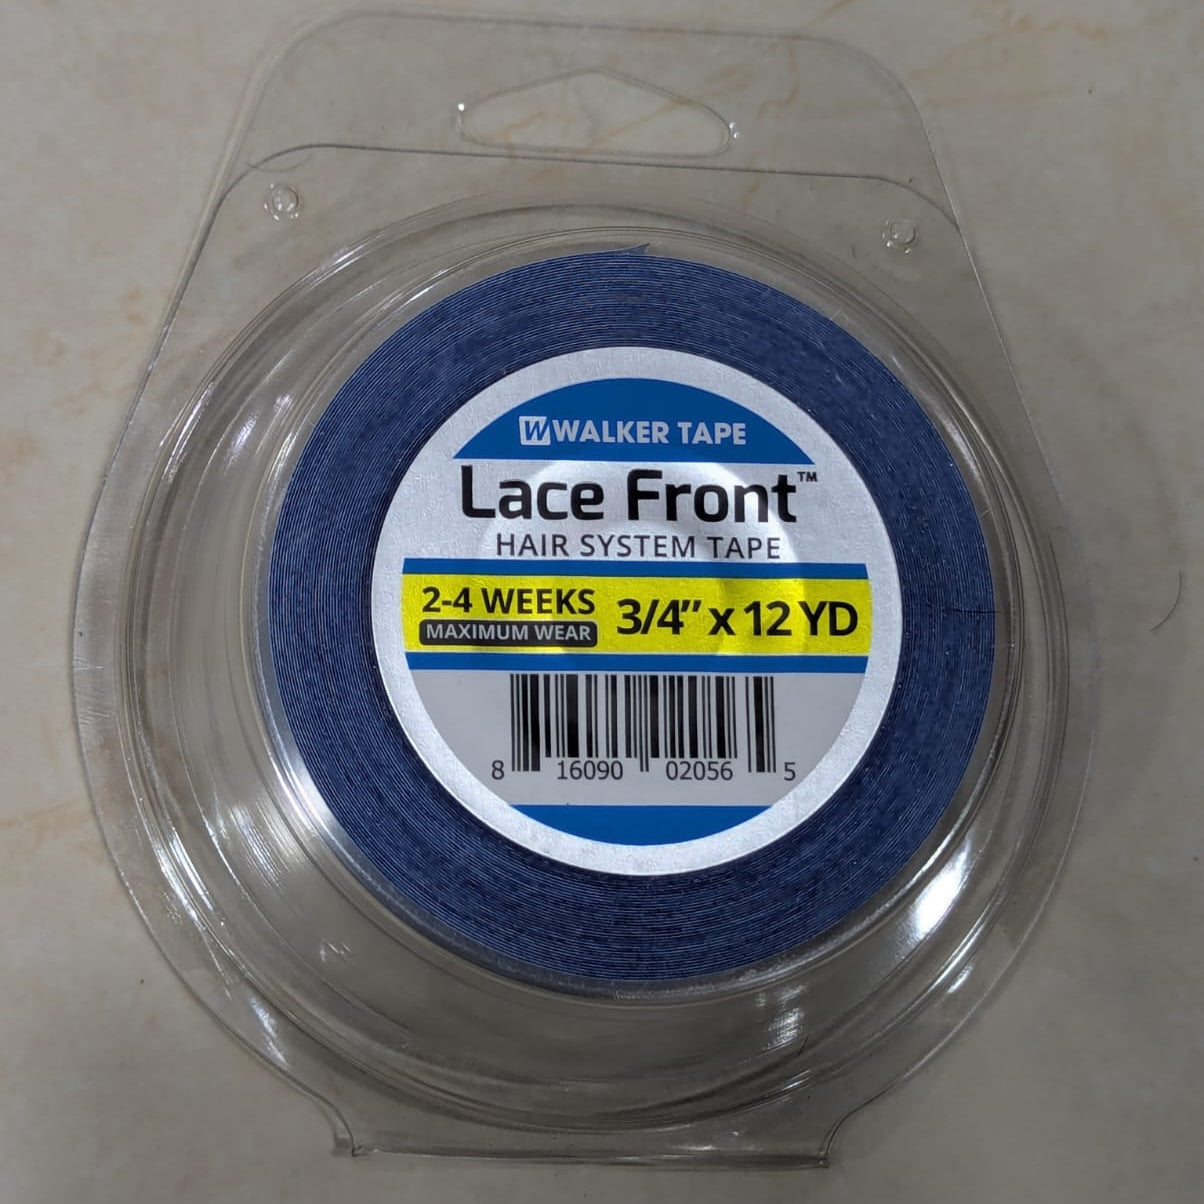 W WALKER TAPE
Lace Front™
HAIR SYSTEM TAPE
2-4 WEEKS
MAXIMUM WEAR
3/4" x 12 YD
8 16090 02056 5